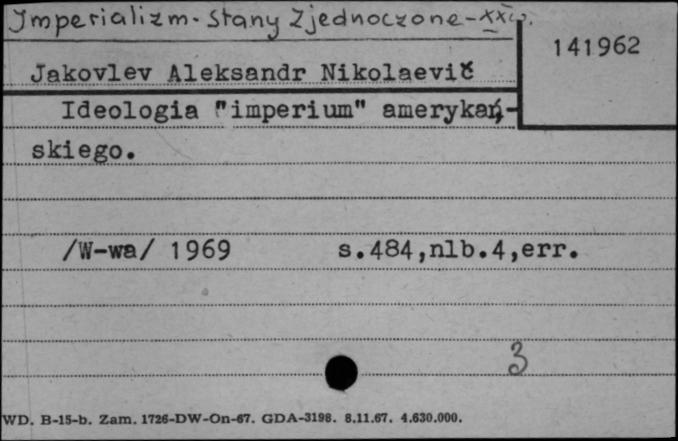 Imperializm - Stany Zjednoczone - XX w.
141962
Jakovlev Aleksandr Nikolaevič
Ideologia "imperium" amerykań-
skiego.
/W-wa/ 1969 s.484,nlb.4,err.
3
WD. B-15-b. Zam. 1726-DW-On-67. GDA-3198. 8.11.67. 4.630.000.